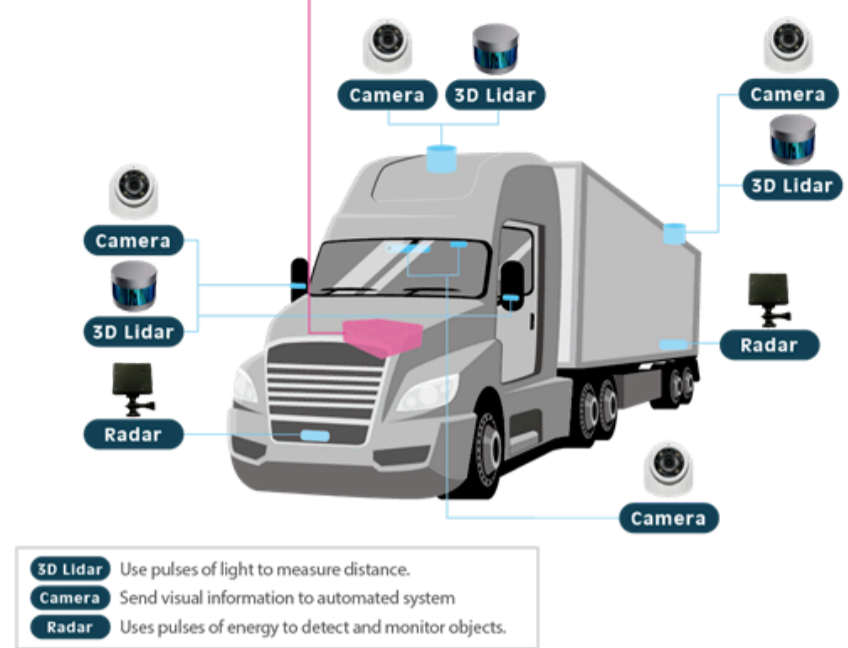 Camera
3D Lidar
Camera
3D Lidar
Camera
3D Lidar
Radar
Radar
Camera
3D Lidar Use pulses of light to measure distance.
Camera Send visual information to automated system
Radar Uses pulses of energy to detect and monitor objects.